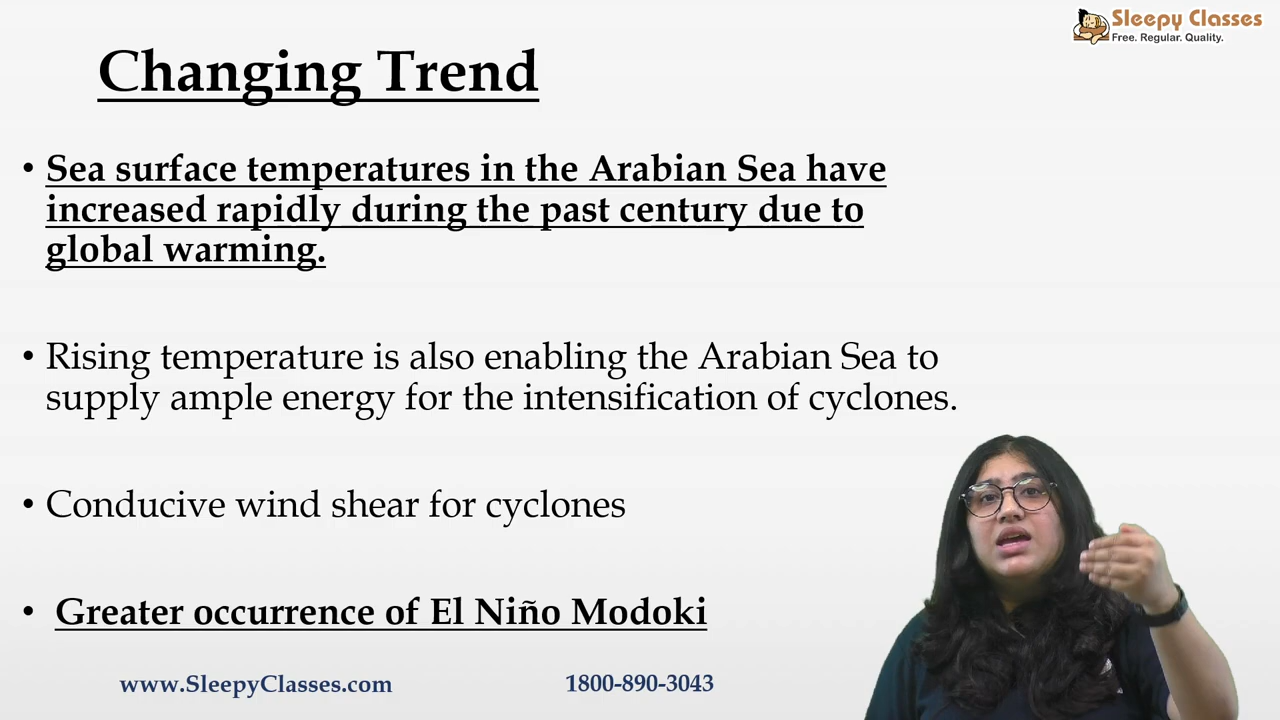 Sleepy Classes
Free. Regular. Quality.
Changing Trend
• Sea surface temperatures in the Arabian Sea have
increased rapidly during the past century due to
global warming.
• Rising temperature is also enabling the Arabian Sea to
supply ample energy for the intensification of cyclones.
• Conducive wind shear for cyclones
• Greater occurrence of El Niño Modoki
www.SleepyClasses.com
1800-890-3043